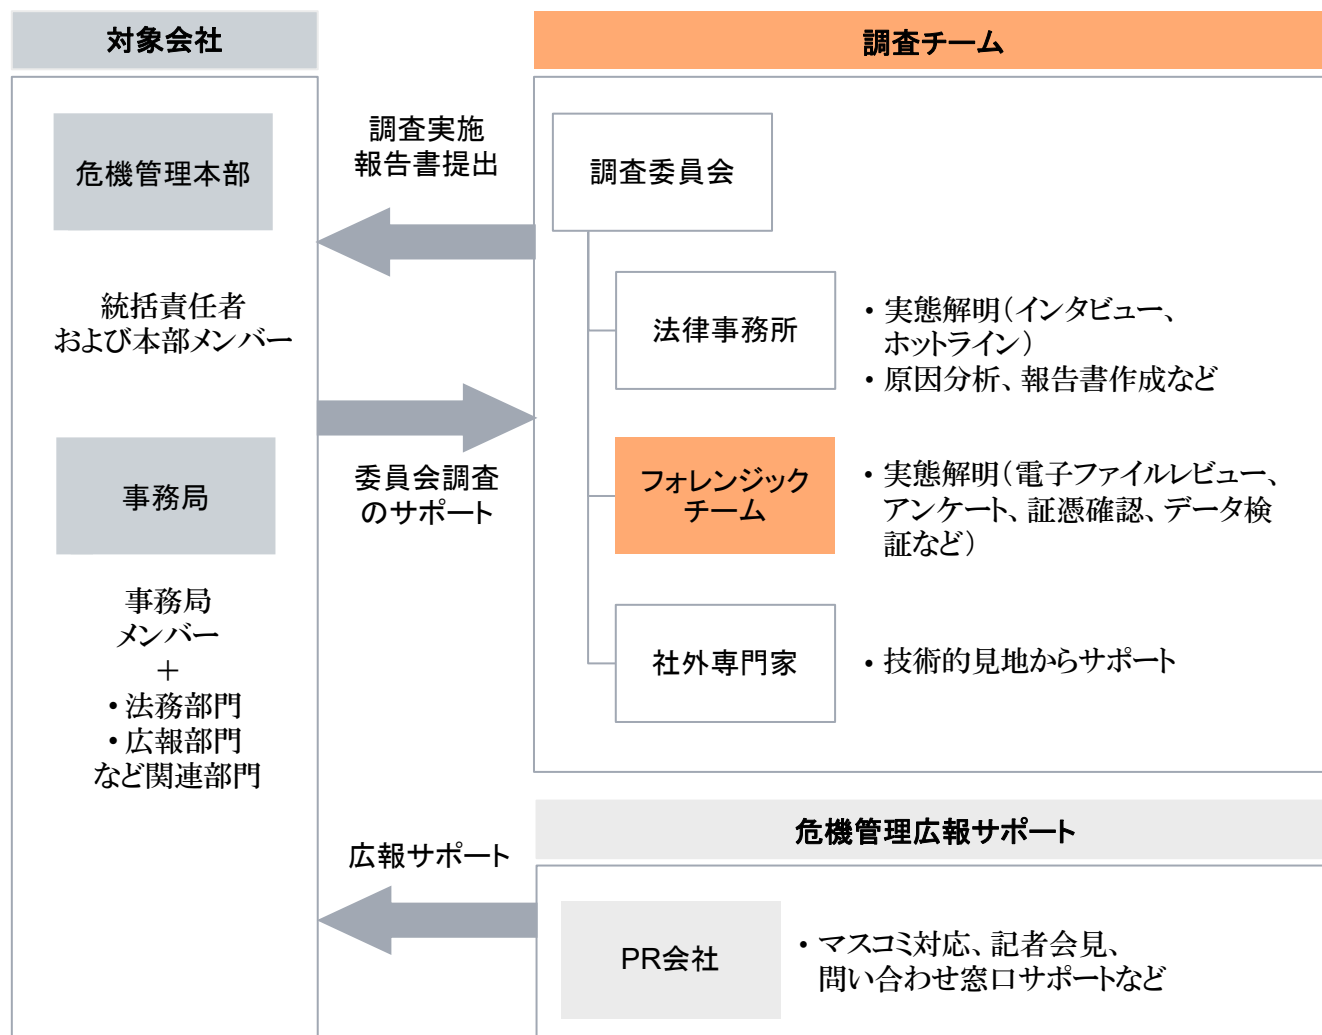 対象会社
危機管理本部
統括責任者
および本部メンバー
事務局
事務局
メンバー
+
・法務部門
・広報部門
など関連部門
調査実施
報告書提出
委員会調査
のサポート
広報サポート
調査チーム
調査委員会
法律事務所
・実態解明（インタビュー、
ホットライン）
・原因分析、報告書作成など
フォレンジック
チーム
・実態解明（電子ファイルレビュー、
アンケート、証憑確認、データ検
証など）
社外専門家
・技術的見地からサポート
危機管理広報サポート
PR会社
・マスコミ対応、記者会見、
問い合わせ窓口サポートなど